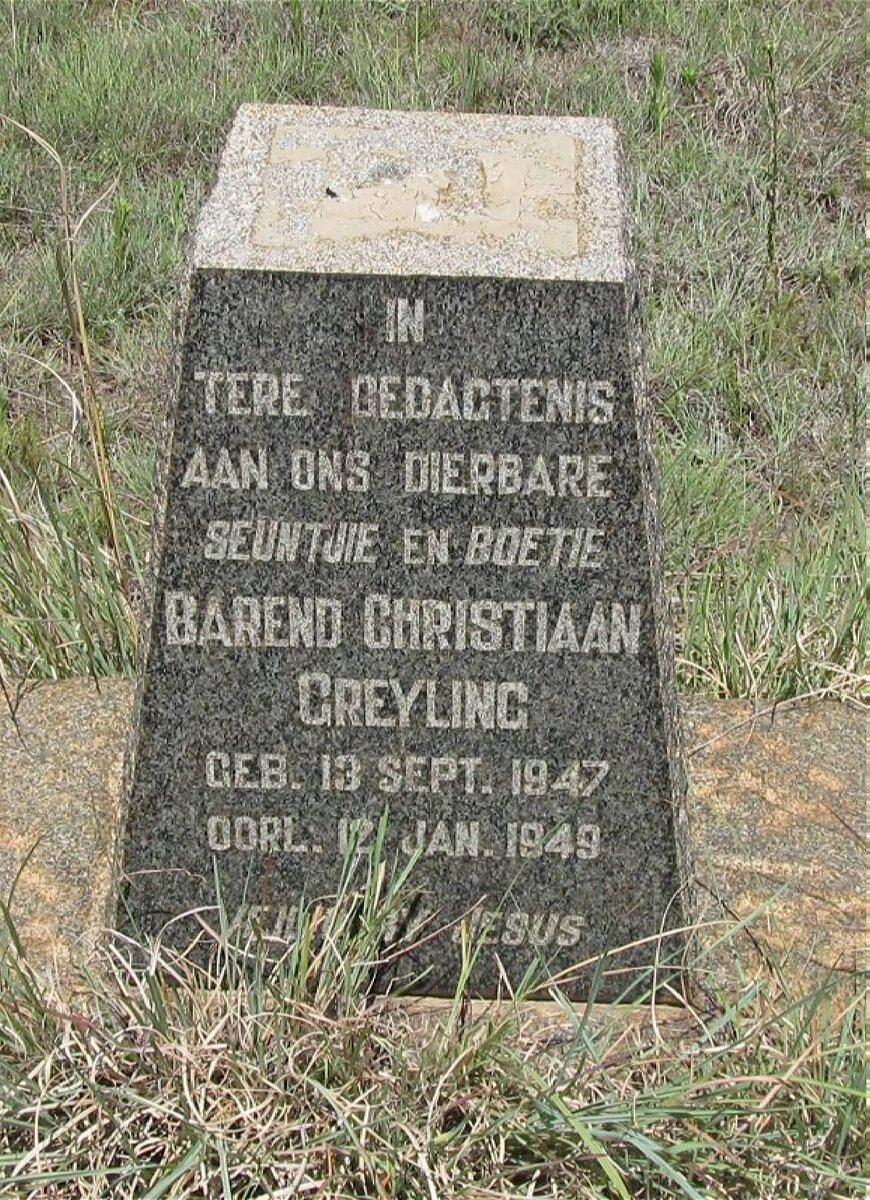 IN
TERE GEDAGTENIS
AAN ONS DIERBARE
SEUNTJIE EN BOETIE
BAREND CHRISTIAAN
GREYLING
GEB. 13 SEPT. 1947
OORL. 12 JAN. 1949
JESUS